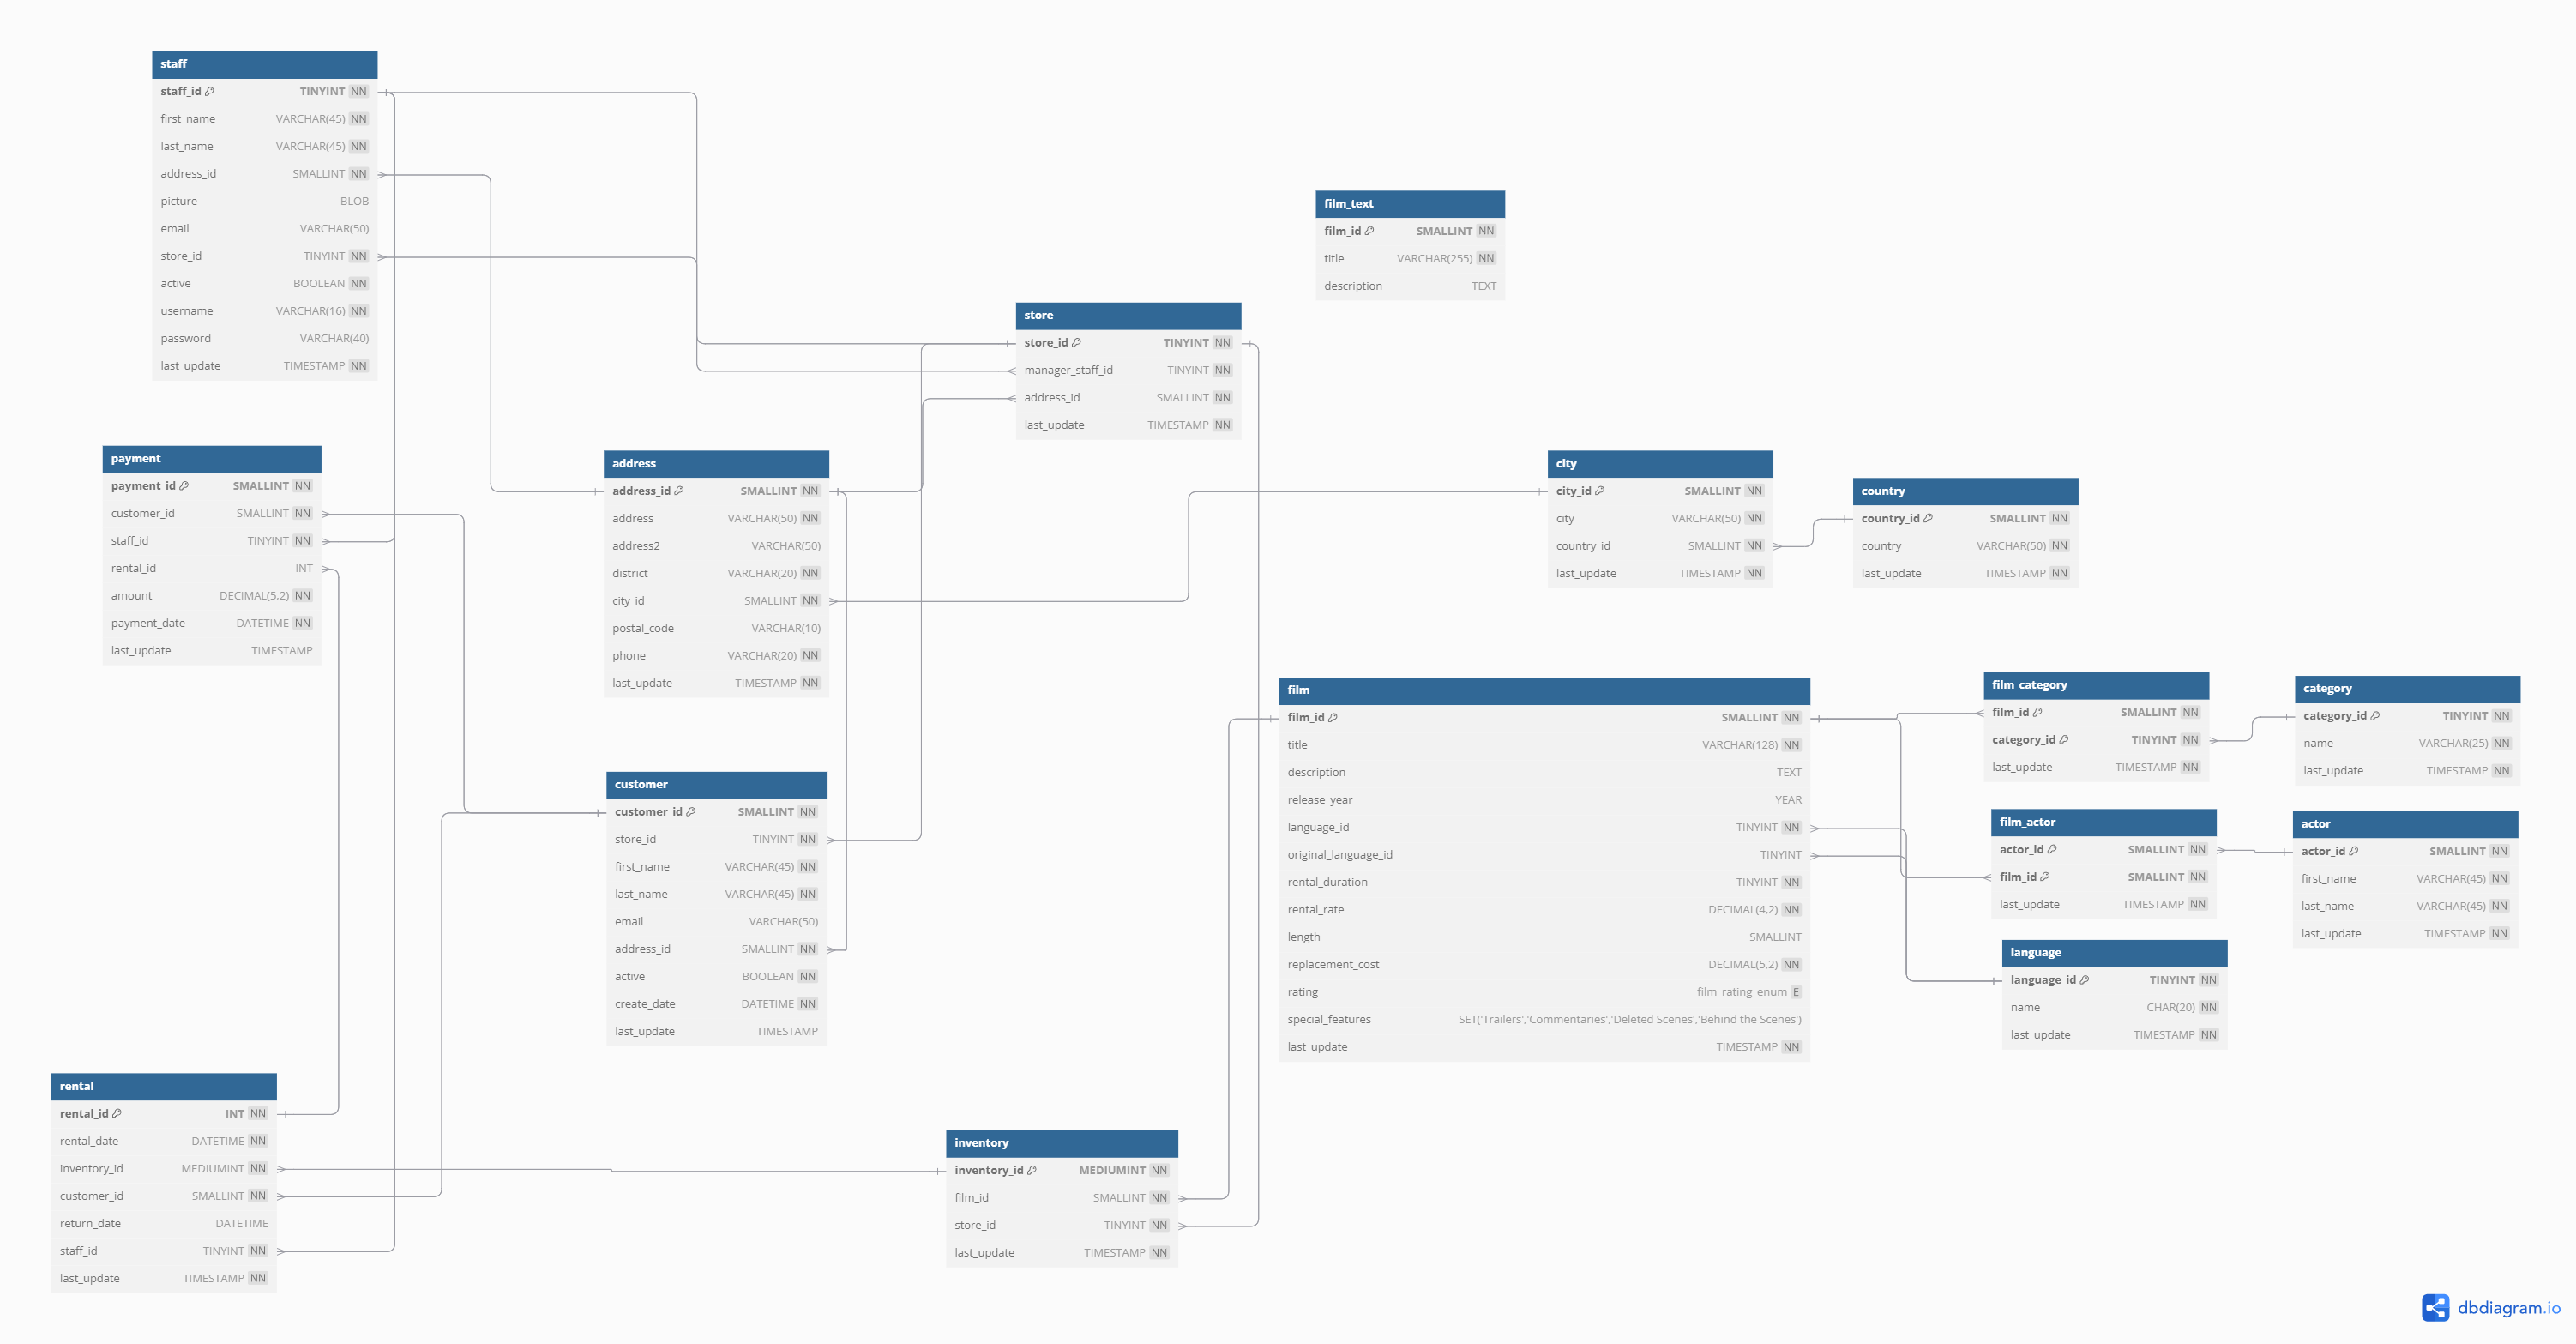 staff
staff_id TINYINT NN
first_name VARCHAR(45) NN
last_name VARCHAR(45) NN
address_id SMALLINT NN
picture BLOB
email VARCHAR(50)
store_id TINYINT NN
active BOOLEAN NN
username VARCHAR(16) NN
password VARCHAR(40)
last_update TIMESTAMP NN
film_text
film_id SMALLINT NN
title VARCHAR(255) NN
description TEXT
store
store_id TINYINT NN
manager_staff_id TINYINT NN
address_id SMALLINT NN
last_update TIMESTAMP NN
payment
payment_id SMALLINT NN
customer_id SMALLINT NN
staff_id TINYINT NN
rental_id INT
amount DECIMAL(5,2) NN
payment_date DATETIME NN
last_update TIMESTAMP
address
address_id SMALLINT NN
address VARCHAR(50) NN
address2 VARCHAR(50)
district VARCHAR(20) NN
city_id SMALLINT NN
postal_code VARCHAR(10)
phone VARCHAR(20) NN
last_update TIMESTAMP NN
city
city_id SMALLINT NN
city VARCHAR(50) NN
country_id SMALLINT NN
last_update TIMESTAMP NN
country
country_id SMALLINT NN
country VARCHAR(50) NN
last_update TIMESTAMP NN
film
film_id SMALLINT NN
title VARCHAR(128) NN
description TEXT
release_year YEAR
language_id TINYINT NN
original_language_id TINYINT
rental_duration TINYINT NN
rental_rate DECIMAL(4,2) NN
length SMALLINT
replacement_cost DECIMAL(5,2) NN
rating film_rating_enum E
special_features SET('Trailers','Commentaries','Deleted Scenes','Behind the Scenes')
last_update TIMESTAMP NN
film_category
film_id SMALLINT NN
category_id TINYINT NN
last_update TIMESTAMP NN
category
category_id TINYINT NN
name VARCHAR(25) NN
last_update TIMESTAMP NN
film_actor
actor_id SMALLINT NN
film_id SMALLINT NN
last_update TIMESTAMP NN
actor
actor_id SMALLINT NN
first_name VARCHAR(45) NN
last_name VARCHAR(45) NN
last_update TIMESTAMP NN
language
language_id TINYINT NN
name CHAR(20) NN
last_update TIMESTAMP NN
customer
customer_id SMALLINT NN
store_id TINYINT NN
first_name VARCHAR(45) NN
last_name VARCHAR(45) NN
email VARCHAR(50)
address_id SMALLINT NN
active BOOLEAN NN
create_date DATETIME NN
last_update TIMESTAMP
rental
rental_id INT NN
rental_date DATETIME NN
inventory_id MEDIUMINT NN
customer_id SMALLINT NN
return_date DATETIME
staff_id TINYINT NN
last_update TIMESTAMP NN
inventory
inventory_id MEDIUMINT NN
film_id SMALLINT NN
store_id TINYINT NN
last_update TIMESTAMP NN
dbdiagram.io